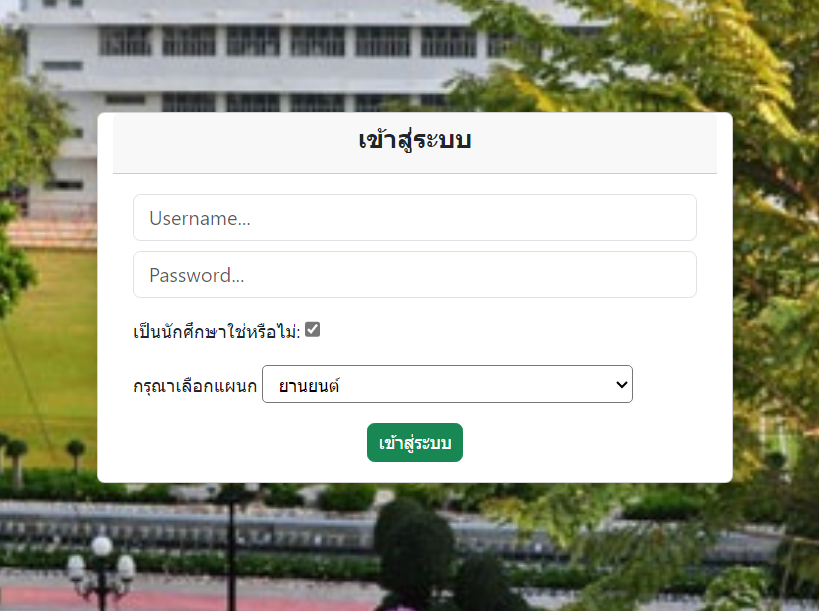 เข้าสู่ระบบ
Username...
Password...
เป็นนักศึกษาใช่หรือไม่:
กรุณาเลือกแผนก ยานยนต์
เข้าสู่ระบบ